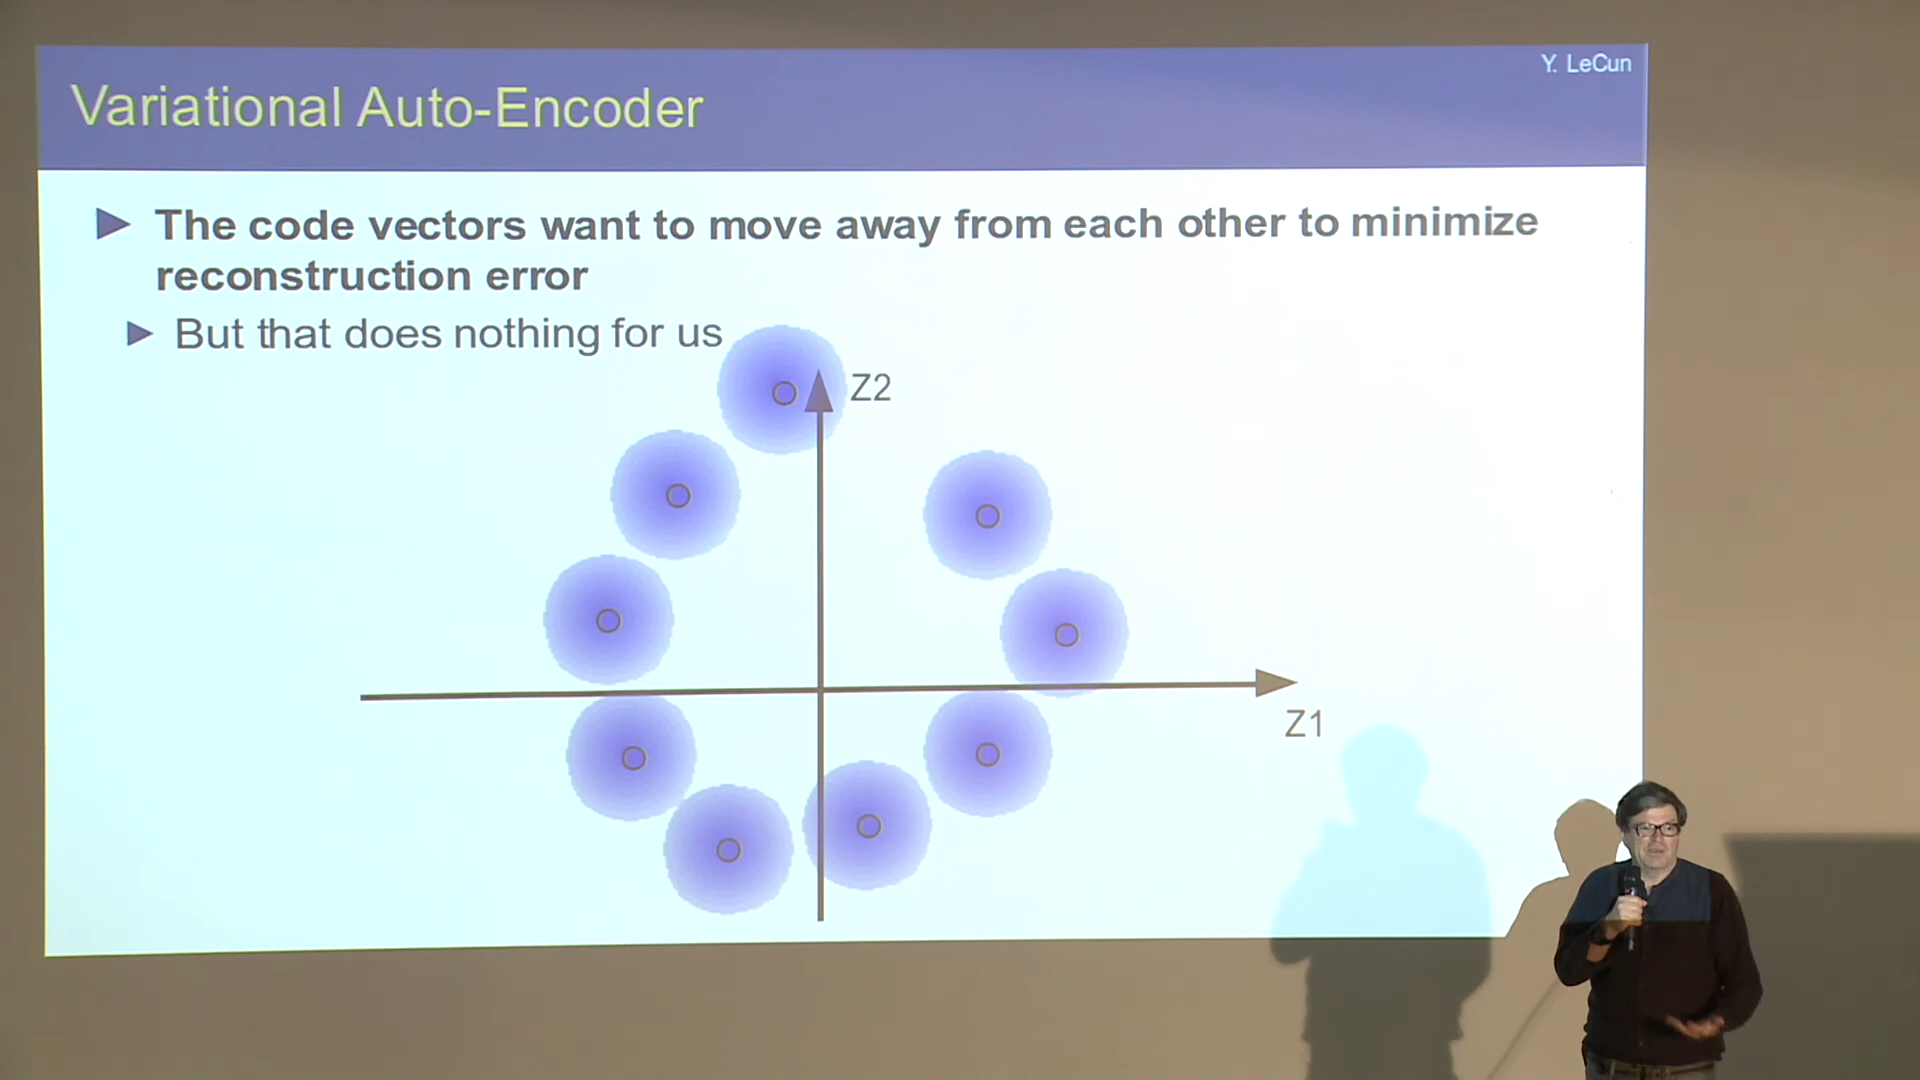 Y. LeCun
Variational Auto-Encoder
The code vectors want to move away from each other to minimize
reconstruction error
But that does nothing for us
Z2
Z1